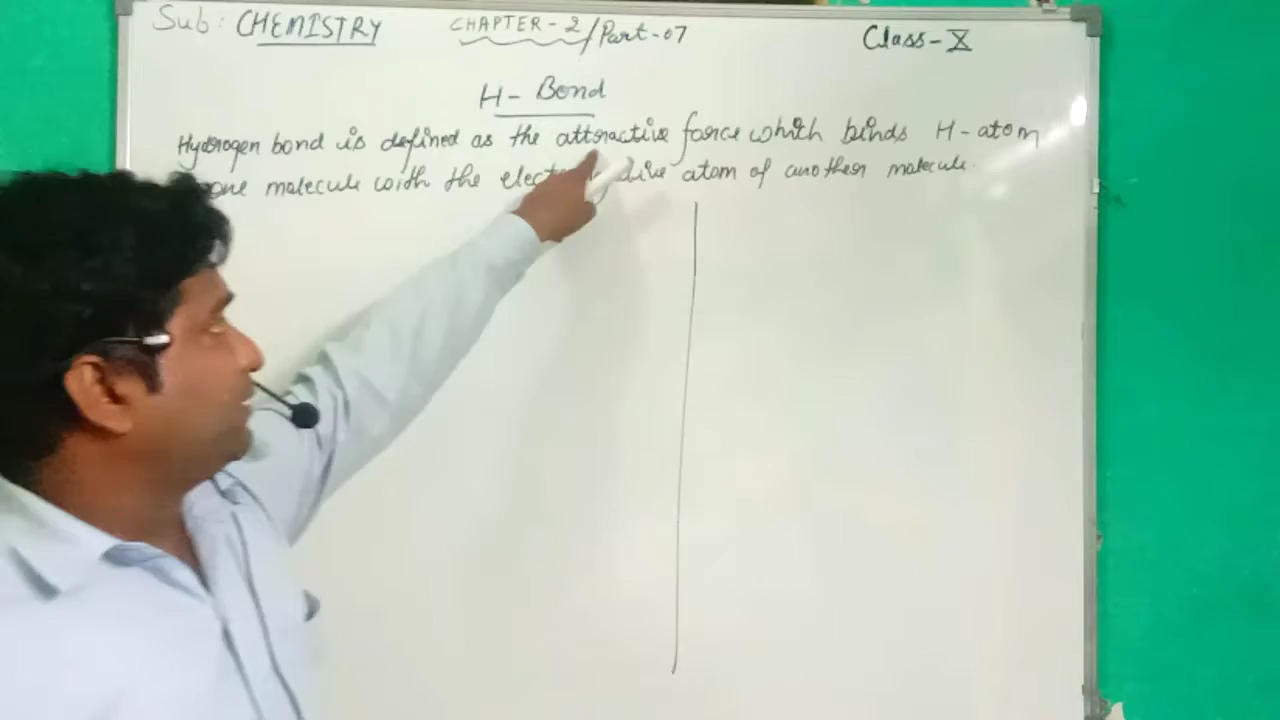 Sub: CHEMISTRY CHAPTER-2/Part-07 Class-X
H-Bond
Hydrogen bond is defined as the attractive force which binds H-atom
one molecule with the atom of another molecule.